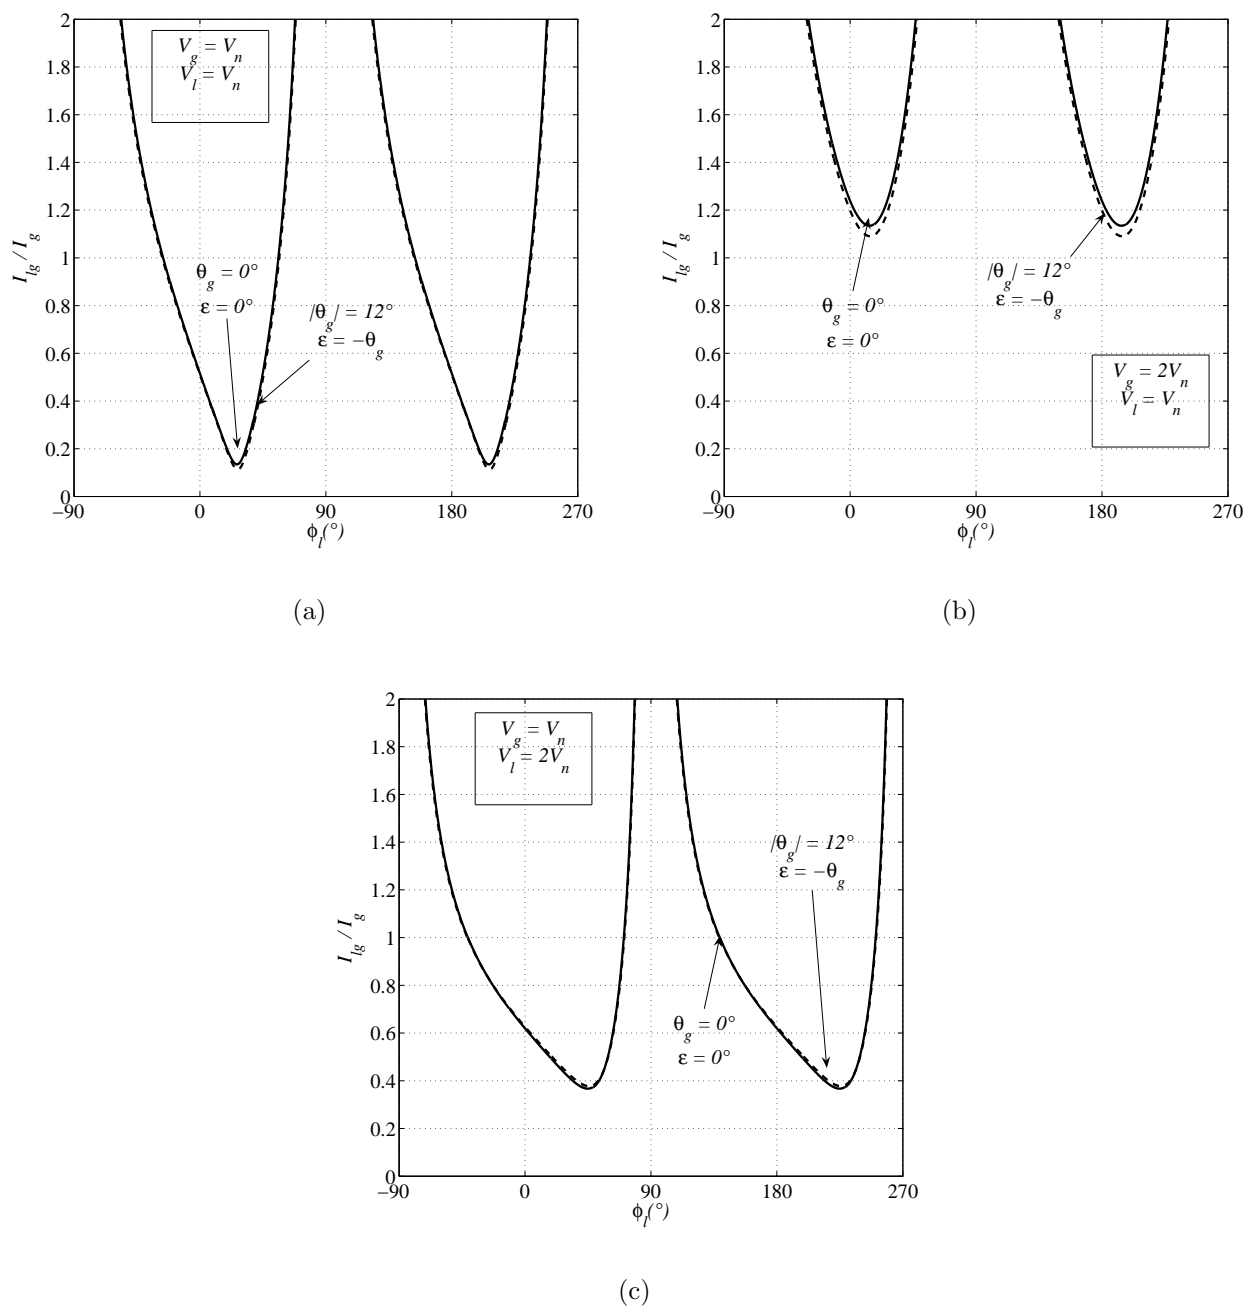 2
1.8
1.6
1.4
1.2
1
0.8
0.6
0.4
0.2
0
I_lg / I_g
V_g = V_n
V_l = V_n
θ_g = 0°
ε = 0°
|θ_g| = 12°
ε = −θ_g
−90 0 90 180 270
ϕ_l(°)
(a)
2
1.8
1.6
1.4
1.2
1
0.8
0.6
0.4
0.2
0
I_lg / I_g
θ_g = 0°
ε = 0°
|θ_g| = 12°
ε = −θ_g
V_g = 2V_n
V_l = V_n
−90 0 90 180 270
ϕ_l(°)
(b)
2
1.8
1.6
1.4
1.2
1
0.8
0.6
0.4
0.2
0
I_lg / I_g
V_g = V_n
V_l = 2V_n
|θ_g| = 12°
ε = −θ_g
θ_g = 0°
ε = 0°
−90 0 90 180 270
ϕ_l(°)
(c)